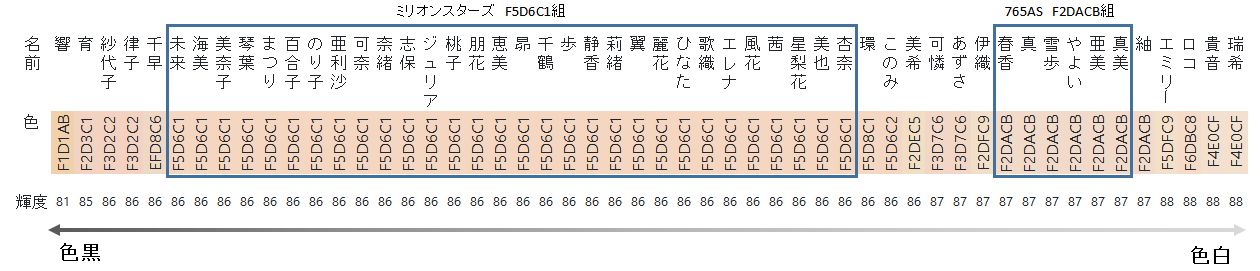 ミリオンスターズ F5D6C1組
765AS F2DACB組
名前 響 育 紗代子 律子 千早 未来 海美 美奈子 琴葉 まつり 百合子 のり子 亜利沙 可奈 奈緒 志保 ジュリア 桃子 朋花 恵美 昴 千鶴 歩 静香 莉緒 翼 麗花 ひなた 歌織 エレナ 風花 茜 星梨花 美也 杏奈 環 このみ 美希 可憐 あずさ 伊織 春香 真 雪歩 やよい 亜美 真美 紬 エミリー ロコ 貴音 瑞希
色 F1D1AB F2D3C1 F3D2C2 F3D2C2 EFD8C6 F5D6C1 F5D6C1 F5D6C1 F5D6C1 F5D6C1 F5D6C1 F5D6C1 F5D6C1 F5D6C1 F5D6C1 F5D6C1 F5D6C1 F5D6C1 F5D6C1 F5D6C1 F5D6C1 F5D6C1 F5D6C1 F5D6C1 F5D6C1 F5D6C1 F5D6C1 F5D6C1 F5D6C1 F5D6C1 F5D6C1 F5D6C1 F5D6C1 F5D6C1 F5D6C1 F5D8C1 F5D6C2 F2DEC5 F3D7C6 F3D7C6 F2DFC9 F2DACB F2DACB F2DACB F2DACB F2DACB F2DACB F2DACB F5DFC9 F6DBC8 F4E0CF F4E0CF
輝度 81 85 86 86 86 86 86 86 86 86 86 86 86 86 86 86 86 86 86 86 86 86 86 86 86 86 86 86 86 86 86 86 86 86 86 86 86 86 87 87 87 87 87 87 87 87 87 87 88 88 88 88
色黒
色白